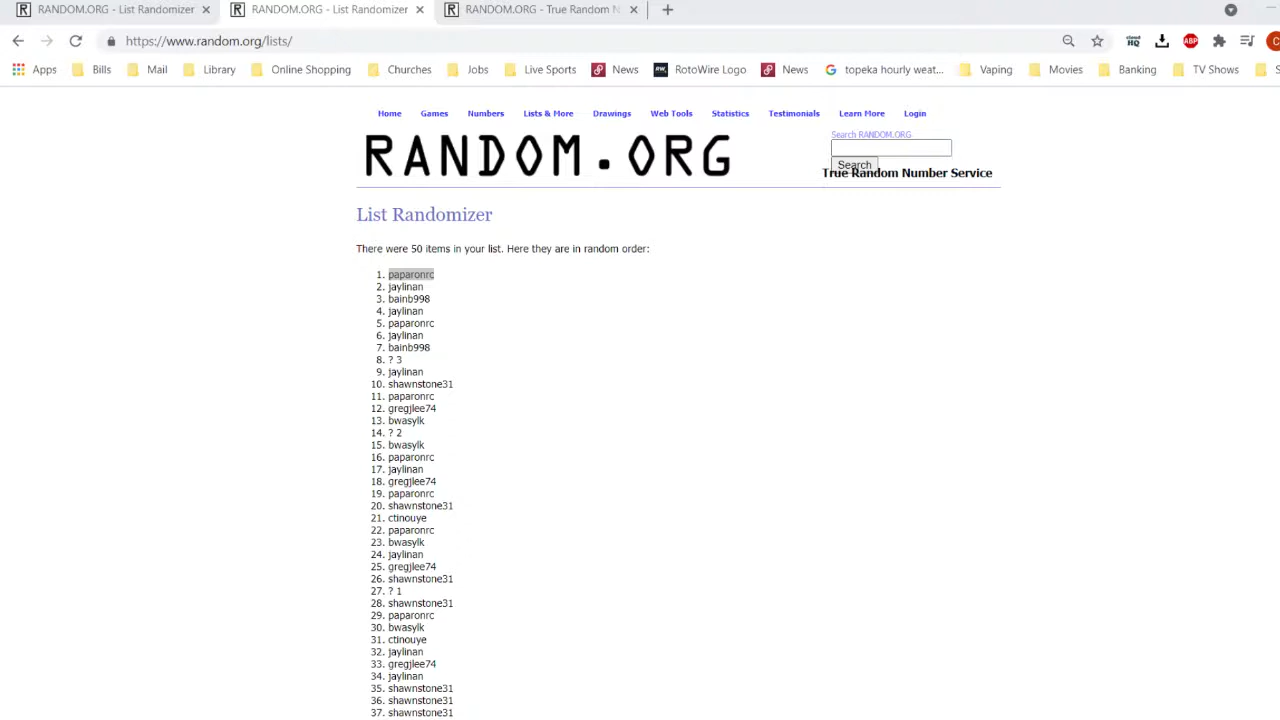 RANDOM.ORG - List Randomizer
RANDOM.ORG - List Randomizer
RANDOM.ORG - True Random N
https://www.random.org/lists/
cloud HQ
ABP
C
Apps Bills Mail Library Online Shopping Churches Jobs Live Sports News RotoWire Logo News topeka hourly weat... Vaping Movies Banking TV Shows S
Home Games Numbers Lists & More Drawings Web Tools Statistics Testimonials Learn More Login
RANDOM.ORG
Search RANDOM.ORG
Search
True Random Number Service
List Randomizer
There were 50 items in your list. Here they are in random order:
1. paparonrc
2. jaylinan
3. bainb998
4. jaylinan
5. paparonrc
6. jaylinan
7. bainb998
8. ? 3
9. jaylinan
10. shawnstone31
11. paparonrc
12. gregjlee74
13. bwasylk
14. ? 2
15. bwasylk
16. paparonrc
17. jaylinan
18. gregjlee74
19. paparonrc
20. shawnstone31
21. ctinouye
22. paparonrc
23. bwasylk
24. jaylinan
25. gregjlee74
26. shawnstone31
27. ? 1
28. shawnstone31
29. paparonrc
30. bwasylk
31. ctinouye
32. jaylinan
33. gregjlee74
34. jaylinan
35. shawnstone31
36. shawnstone31
37. shawnstone31